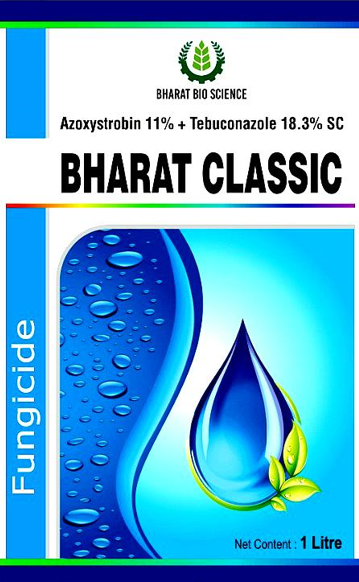 BHARAT BIO SCIENCE
Azoxystrobin 11% + Tebuconazole 18.3% SC
BHARAT CLASSIC
Fungicide
Net Content : 1 Litre